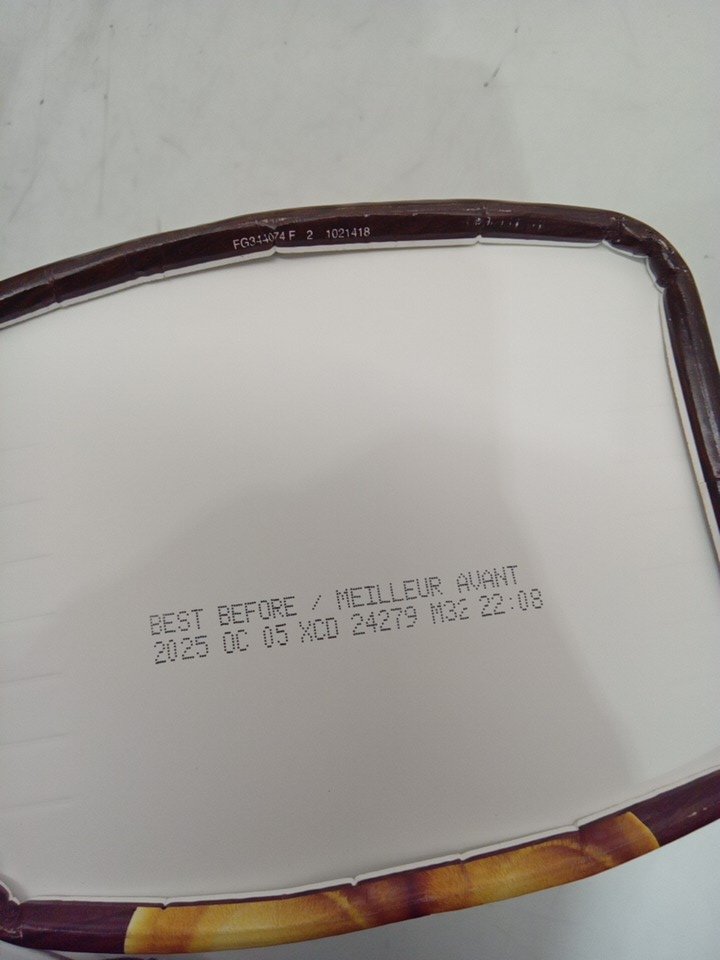 FG344074 F 2 1021418
BEST BEFORE / MEILLEUR AVANT
2025 OC 05 XCD 24279 M32 22:08